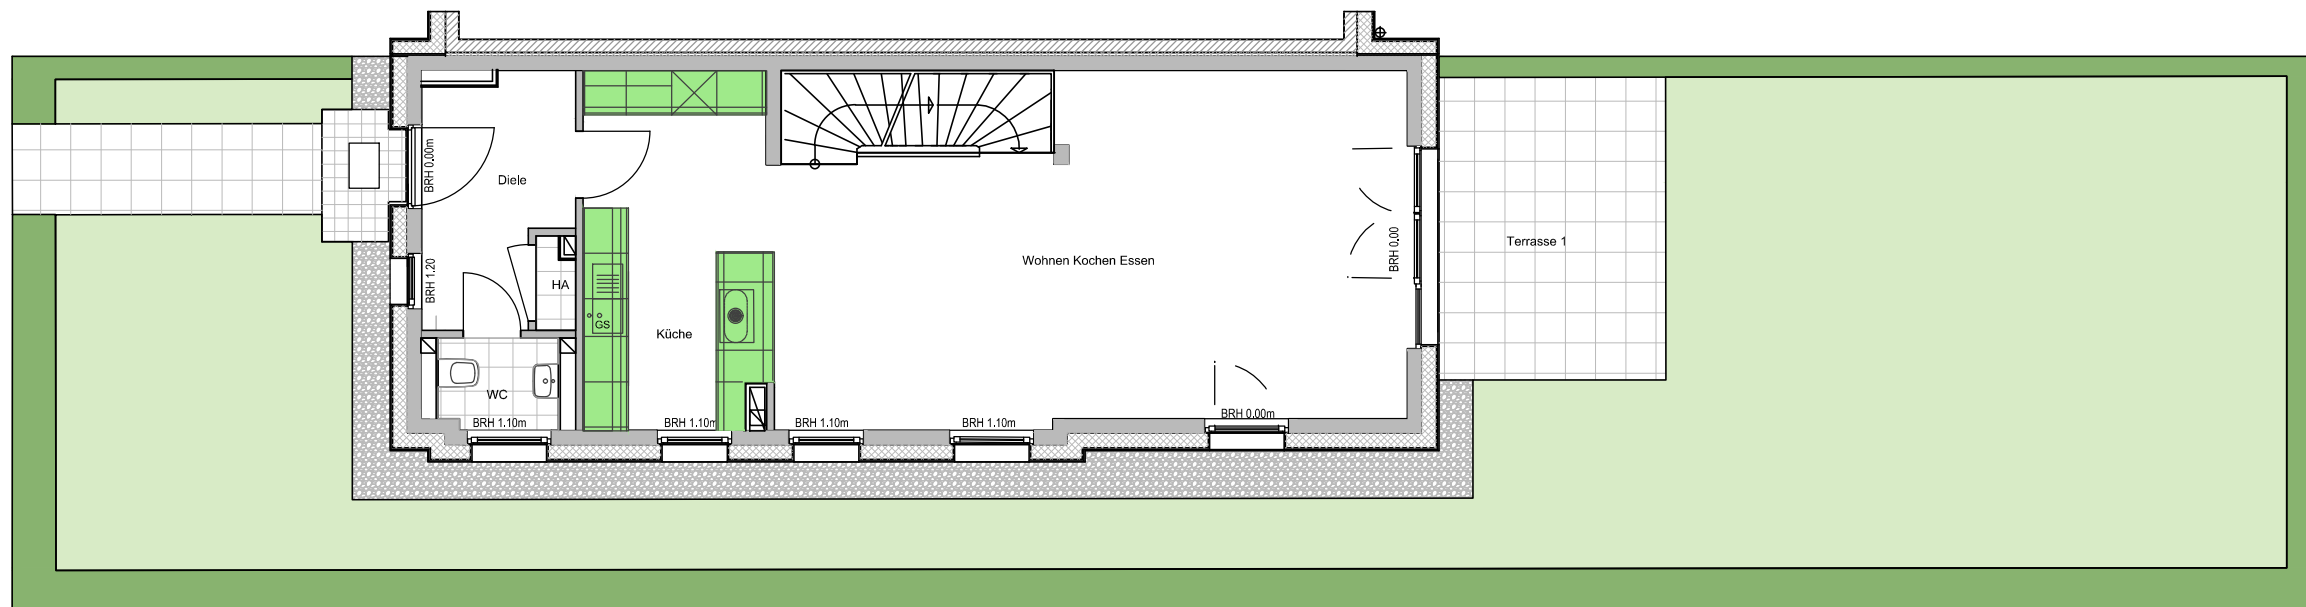 BRH 0.00m
Diele
BRH 1.20
HA
GS
Küche
WC
BRH 1.10m
BRH 1.10m
BRH 1.10m
BRH 1.10m
Wohnen Kochen Essen
BRH 0.00
BRH 0.00m
Terrasse 1